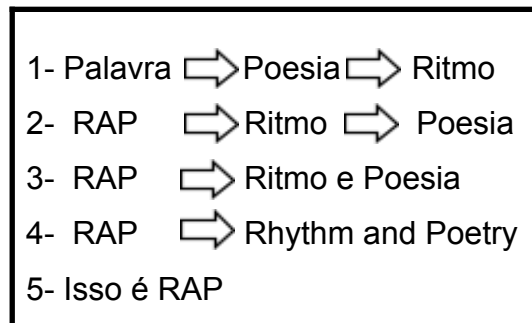 1- Palavra ⇨ Poesia ⇨ Ritmo
2- RAP ⇨ Ritmo ⇨ Poesia
3- RAP ⇨ Ritmo e Poesia
4- RAP ⇨ Rhythm and Poetry
5- Isso é RAP